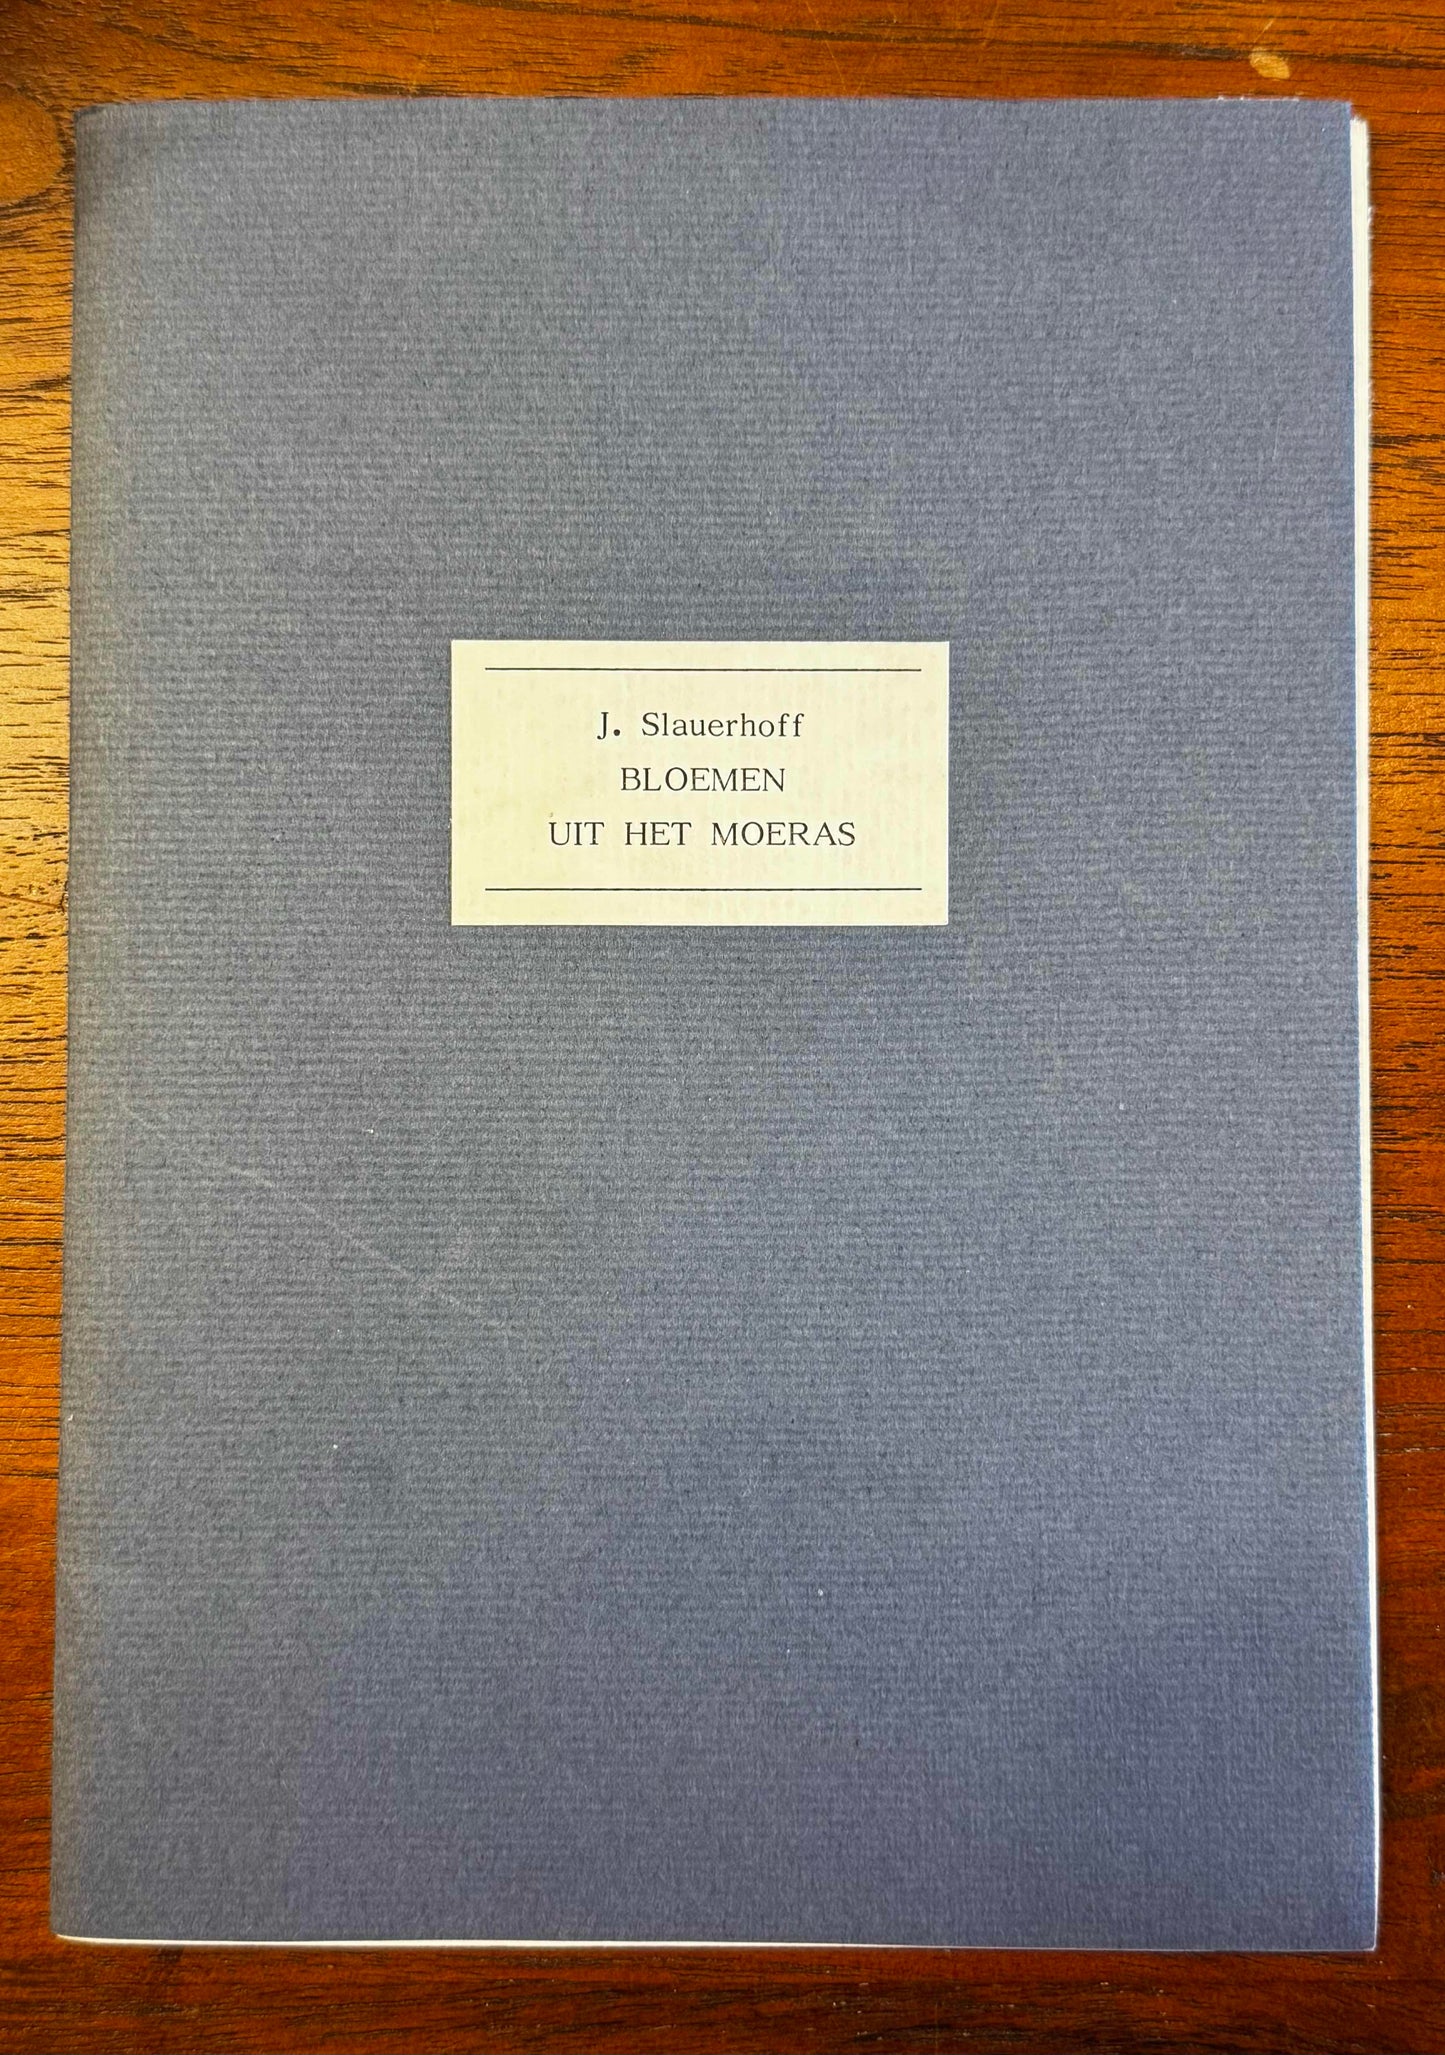 J. Slauerhoff
BLOEMEN
UIT HET MOERAS